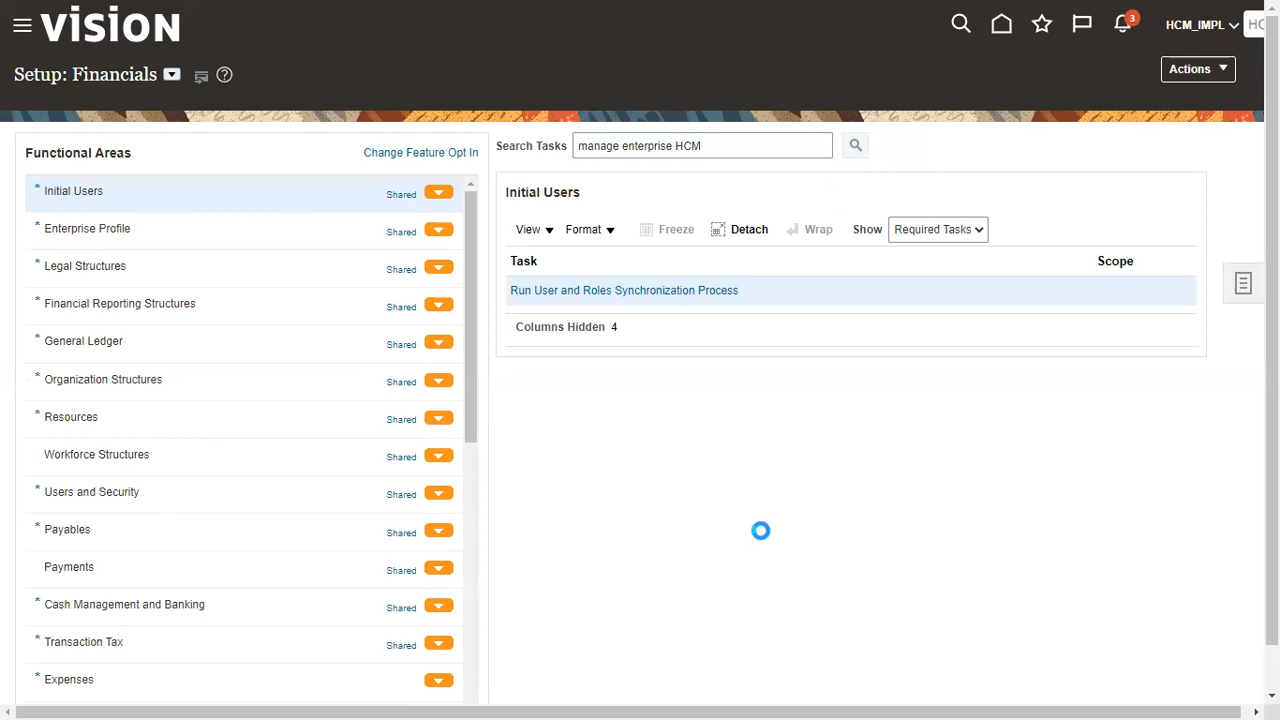 vision
3
HCM_IMPL
HC
Setup: Financials
Actions
Functional Areas
Change Feature Opt In
* Initial Users Shared
* Enterprise Profile Shared
* Legal Structures Shared
* Financial Reporting Structures Shared
* General Ledger Shared
* Organization Structures Shared
* Resources Shared
Workforce Structures Shared
* Users and Security Shared
* Payables Shared
Payments Shared
* Cash Management and Banking Shared
* Transaction Tax Shared
* Expenses
Search Tasks manage enterprise HCM
Initial Users
View Format Freeze Detach Wrap Show Required Tasks
Task Scope
Run User and Roles Synchronization Process
Columns Hidden 4